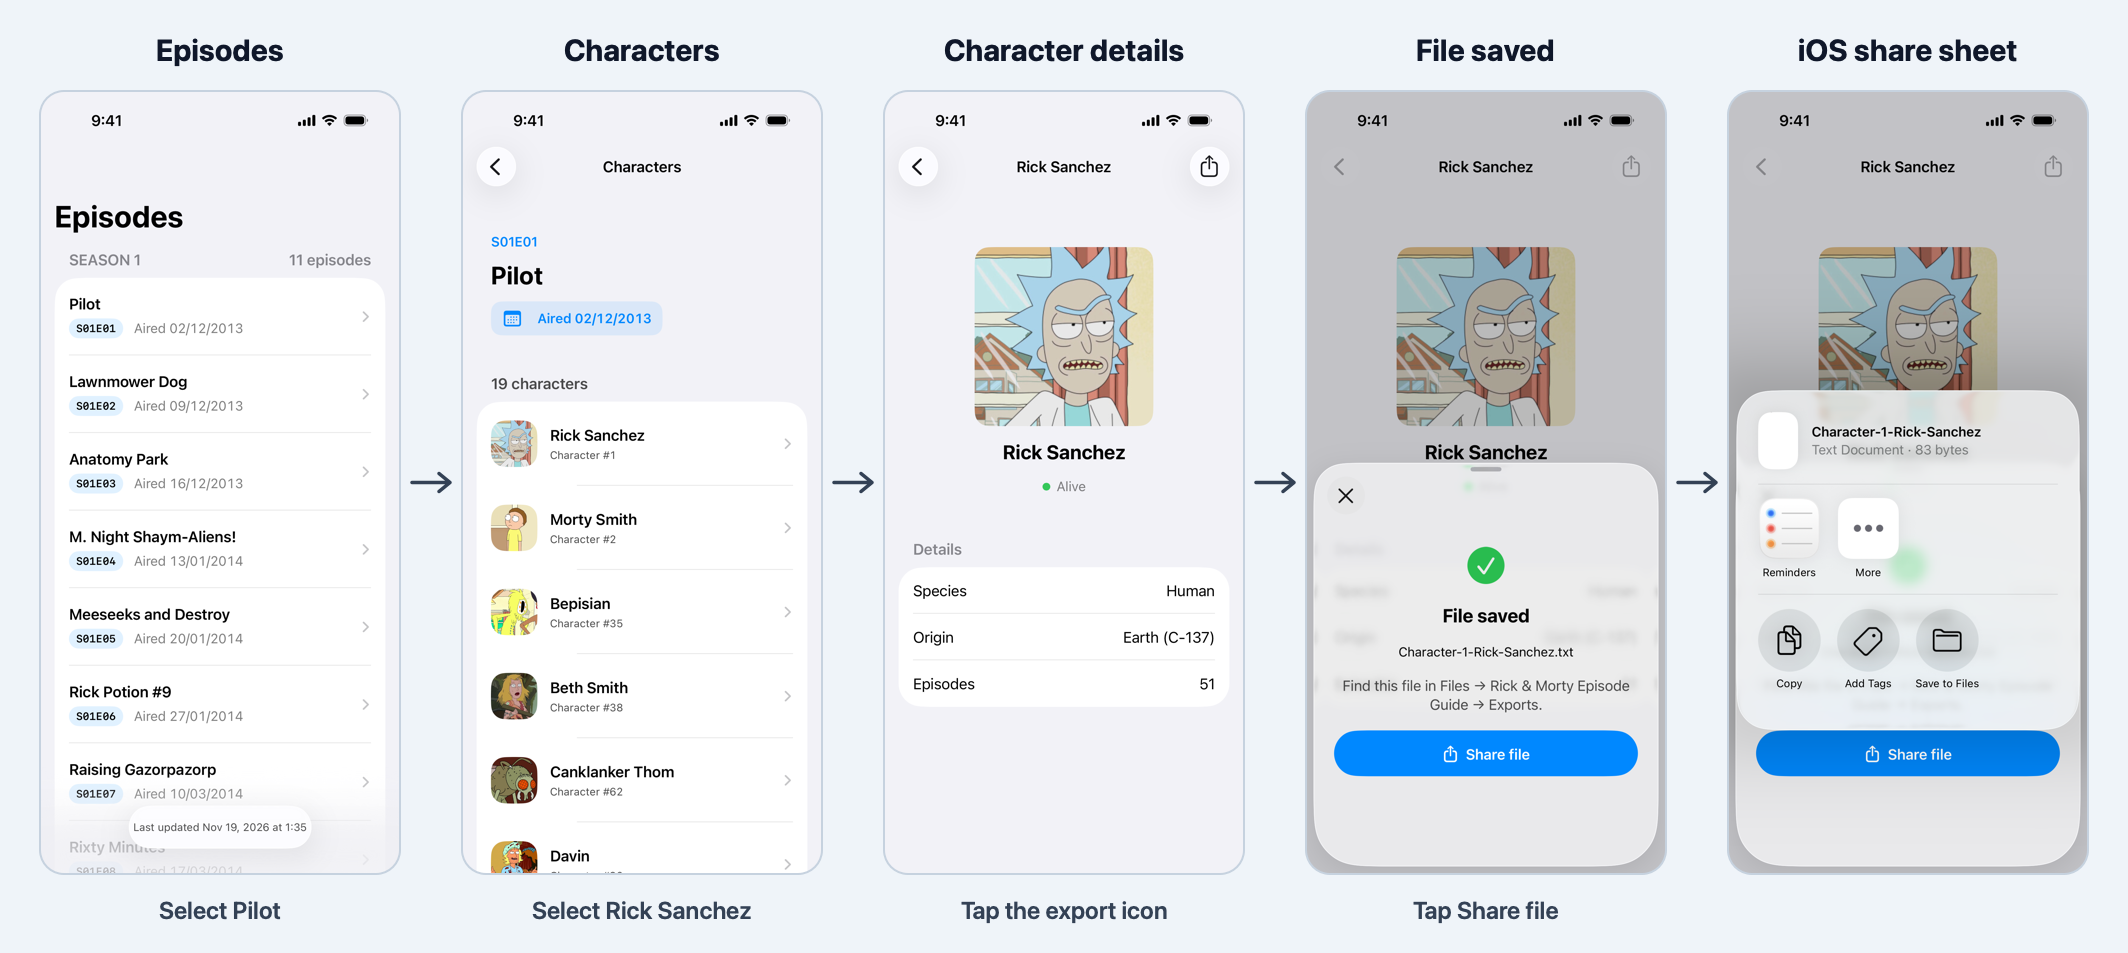 Episodes
9:41
Episodes
SEASON 1
11 episodes
Pilot
S01E01 Aired 02/12/2013
Lawnmower Dog
S01E02 Aired 09/12/2013
Anatomy Park
S01E03 Aired 16/12/2013
M. Night Shaym-Aliens!
S01E04 Aired 13/01/2014
Meeseeks and Destroy
S01E05 Aired 20/01/2014
Rick Potion #9
S01E06 Aired 27/01/2014
Raising Gazorpazorp
S01E07 Aired 10/03/2014
Last updated Nov 19, 2026 at 1:35
Rixty Minutes
S01E08 Aired 17/03/2014
Select Pilot
Characters
9:41
Characters
S01E01
Pilot
Aired 02/12/2013
19 characters
Rick Sanchez
Character #1
Morty Smith
Character #2
Bepisian
Character #35
Beth Smith
Character #38
Canklanker Thom
Character #62
Davin
Select Rick Sanchez
Character details
9:41
Rick Sanchez
Rick Sanchez
Alive
Details
Species Human
Origin Earth (C-137)
Episodes 51
Tap the export icon
File saved
9:41
Rick Sanchez
Rick Sanchez
File saved
Character-1-Rick-Sanchez.txt
Find this file in Files → Rick & Morty Episode
Guide → Exports.
Share file
Tap Share file
iOS share sheet
9:41
Rick Sanchez
Character-1-Rick-Sanchez
Text Document · 83 bytes
Reminders
More
Copy
Add Tags
Save to Files
Share file